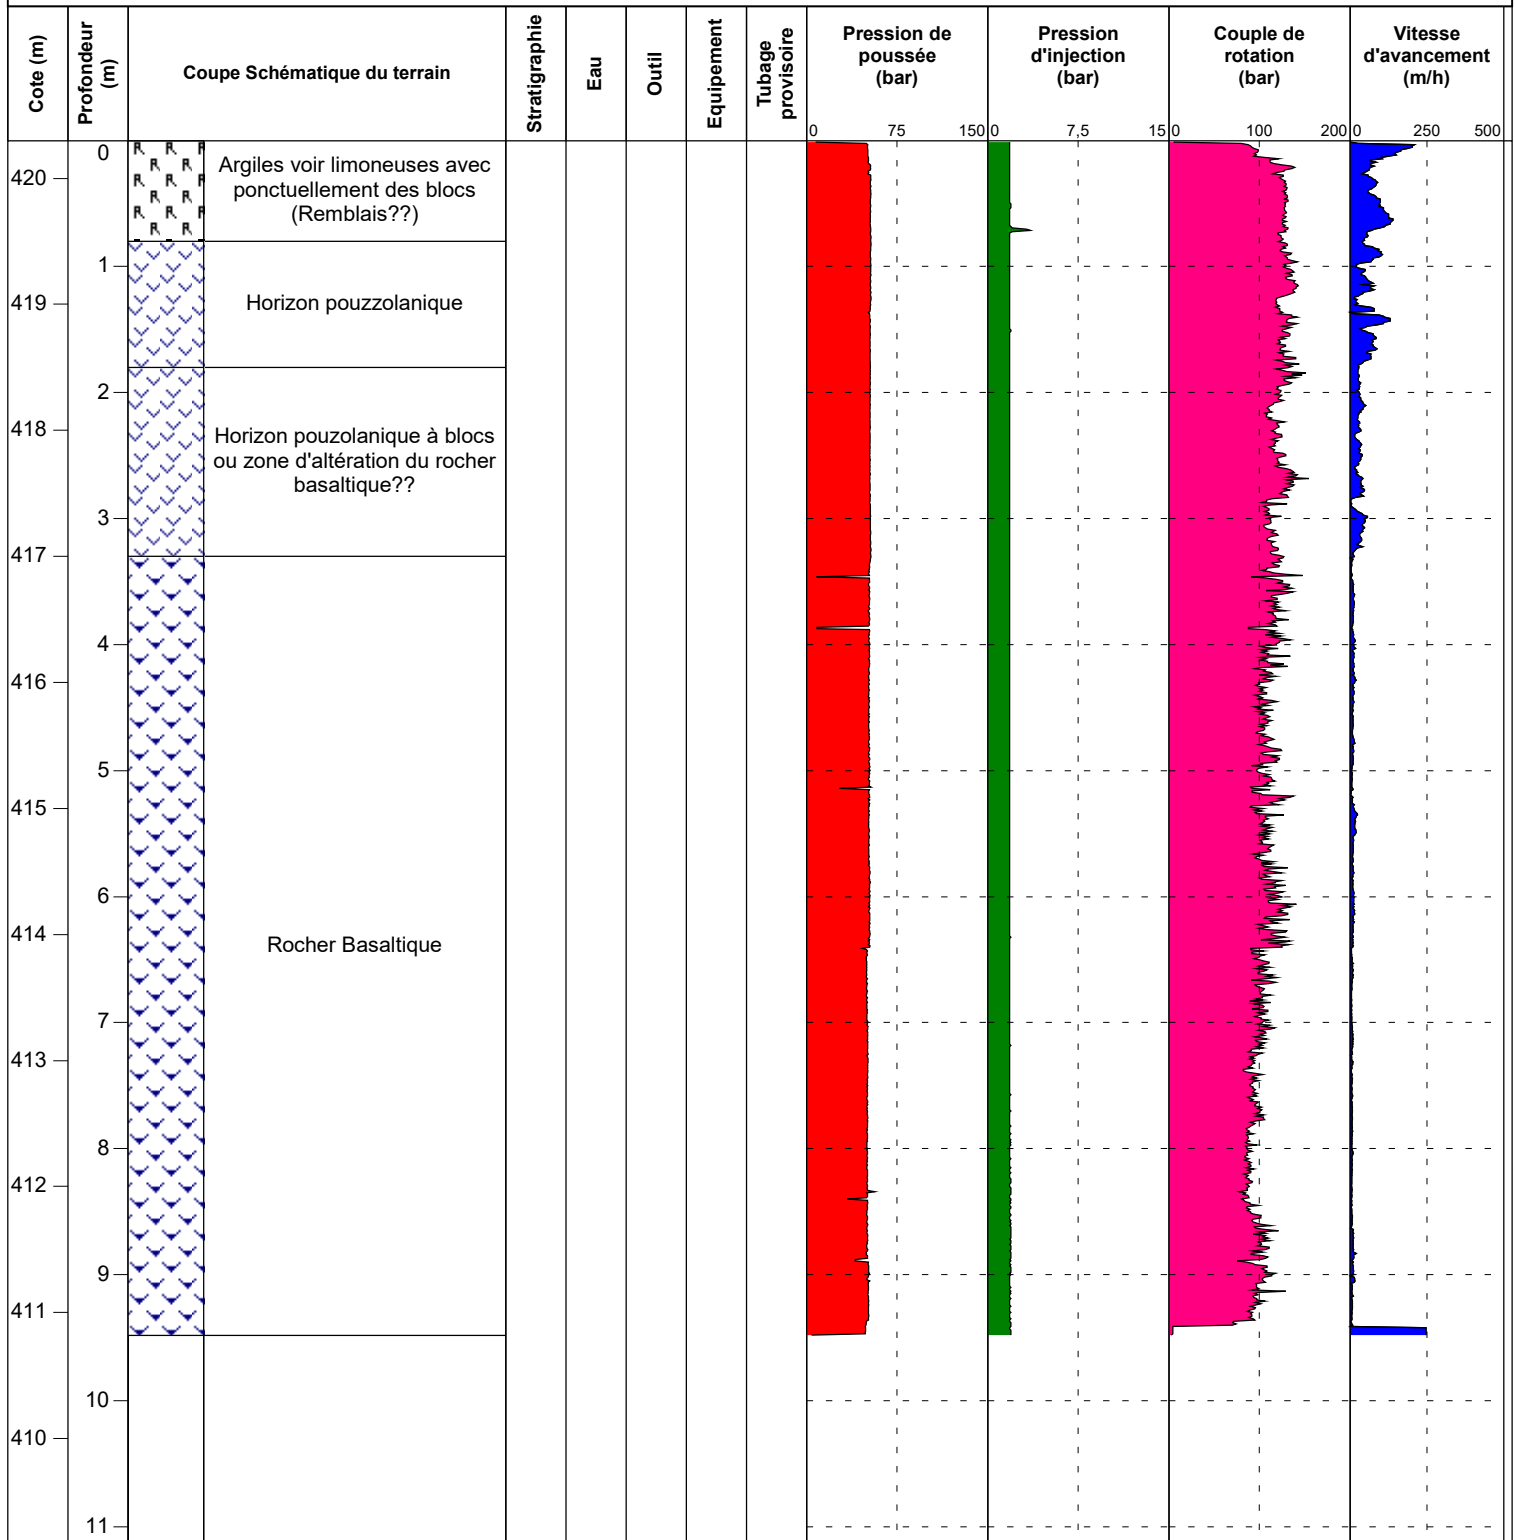 Cote (m)
Profondeur
(m)
Coupe Schématique du terrain
Stratigraphie
Eau
Outil
Equipement
Tubage
provisoire
Pression de
poussée
(bar)
Pression
d'injection
(bar)
Couple de
rotation
(bar)
Vitesse
d'avancement
(m/h)
0 75 150
0 7,5 15
0 100 200
0 250 500
0
420
Argiles voir limoneuses avec
ponctuellement des blocs
(Remblais??)
1
419
Horizon pouzzolanique
2
418
Horizon pouzolanique à blocs
ou zone d'altération du rocher
basaltique??
3
417
4
416
5
415
6
414
Rocher Basaltique
7
413
8
412
9
411
10
410
11